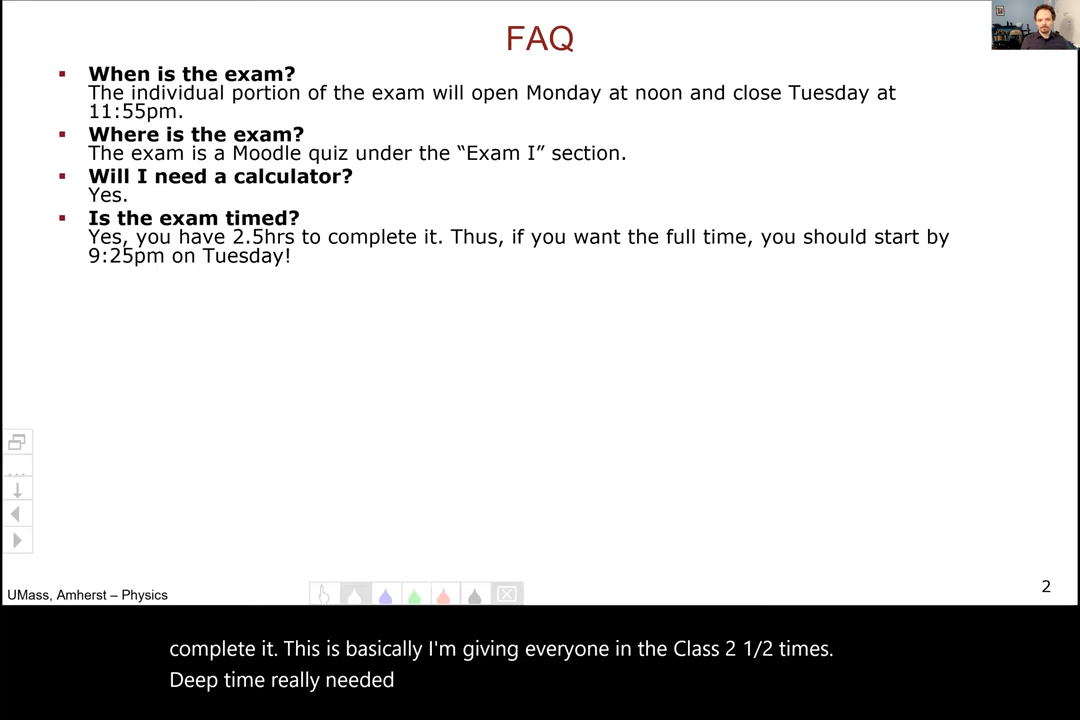 FAQ
▪ When is the exam?
The individual portion of the exam will open Monday at noon and close Tuesday at
11:55pm.
▪ Where is the exam?
The exam is a Moodle quiz under the “Exam I” section.
▪ Will I need a calculator?
Yes.
▪ Is the exam timed?
Yes, you have 2.5hrs to complete it. Thus, if you want the full time, you should start by
9:25pm on Tuesday!
UMass, Amherst – Physics
2
complete it. This is basically I'm giving everyone in the Class 2 1/2 times.
Deep time really needed